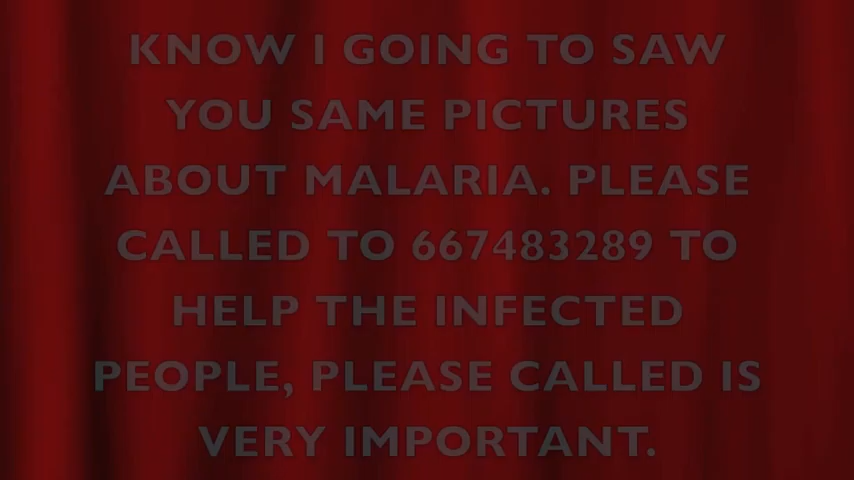 KNOW I GOING TO SAW
YOU SAME PICTURES
ABOUT MALARIA. PLEASE
CALLED TO 667483289 TO
HELP THE INFECTED
PEOPLE, PLEASE CALLED IS
VERY IMPORTANT.